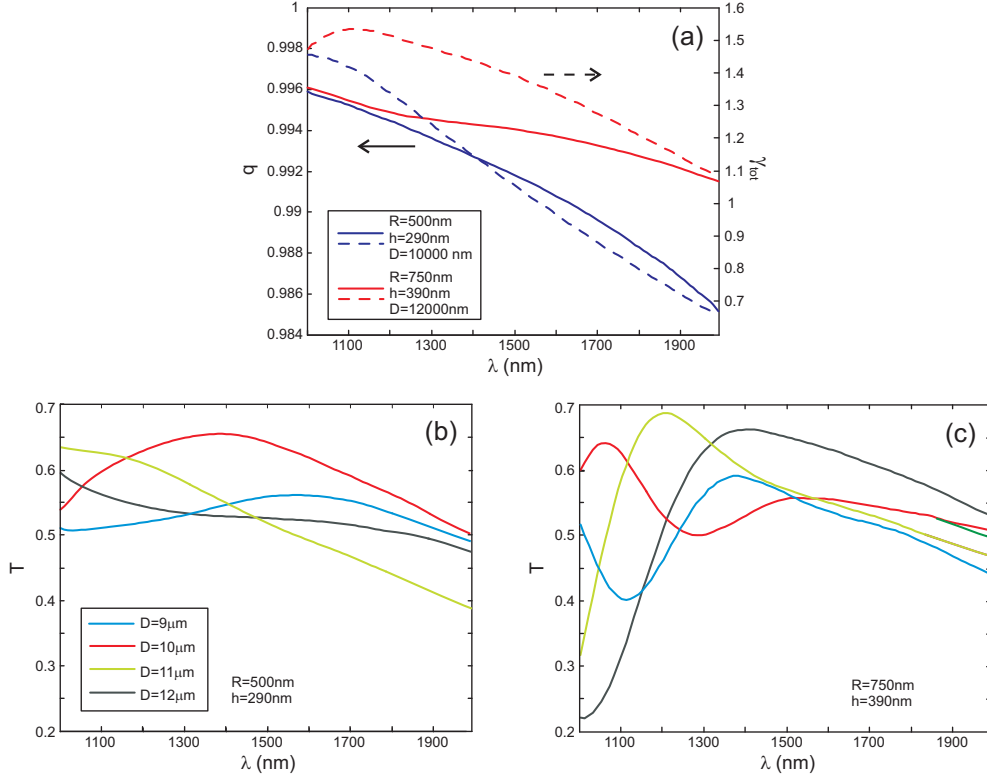 (a)
1
0.998
0.996
0.994
0.992
0.99
0.988
0.986
0.984
q
1.6
1.5
1.4
1.3
1.2
1.1
1
0.9
0.8
0.7
γtot
R=500nm
h=290nm
D=10000 nm
R=750nm
h=390nm
D=12000nm
1100 1300 1500 1700 1900
λ (nm)
(b)
0.7
0.6
0.5
0.4
0.3
0.2
T
D=9μm
D=10μm
D=11μm
D=12μm
R=500nm
h=290nm
1100 1300 1500 1700 1900
λ (nm)
(c)
0.7
0.6
0.5
0.4
0.3
0.2
T
R=750nm
h=390nm
1100 1300 1500 1700 1900
λ (nm)